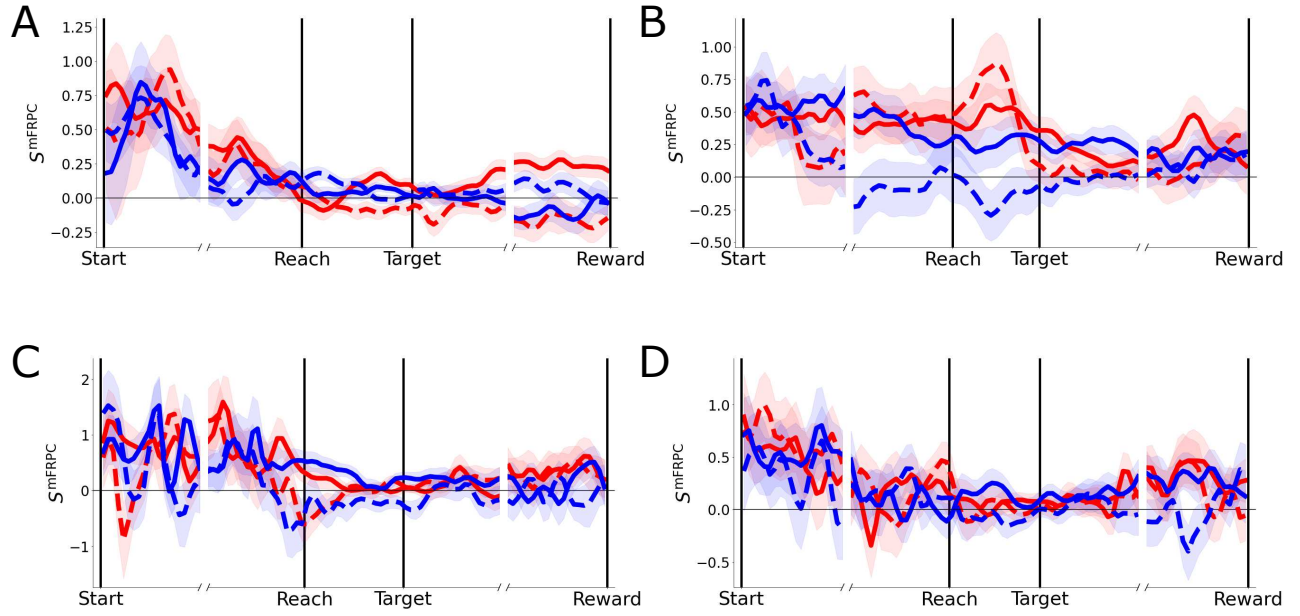 A
1.25
1.00
0.75
0.50
0.25
0.00
−0.25
S^mFRPC
Start
Reach
Target
Reward
B
1.00
0.75
0.50
0.25
0.00
−0.25
−0.50
S^mFRPC
Start
Reach
Target
Reward
C
2
1
0
−1
S^mFRPC
Start
Reach
Target
Reward
D
1.0
0.5
0.0
−0.5
S^mFRPC
Start
Reach
Target
Reward